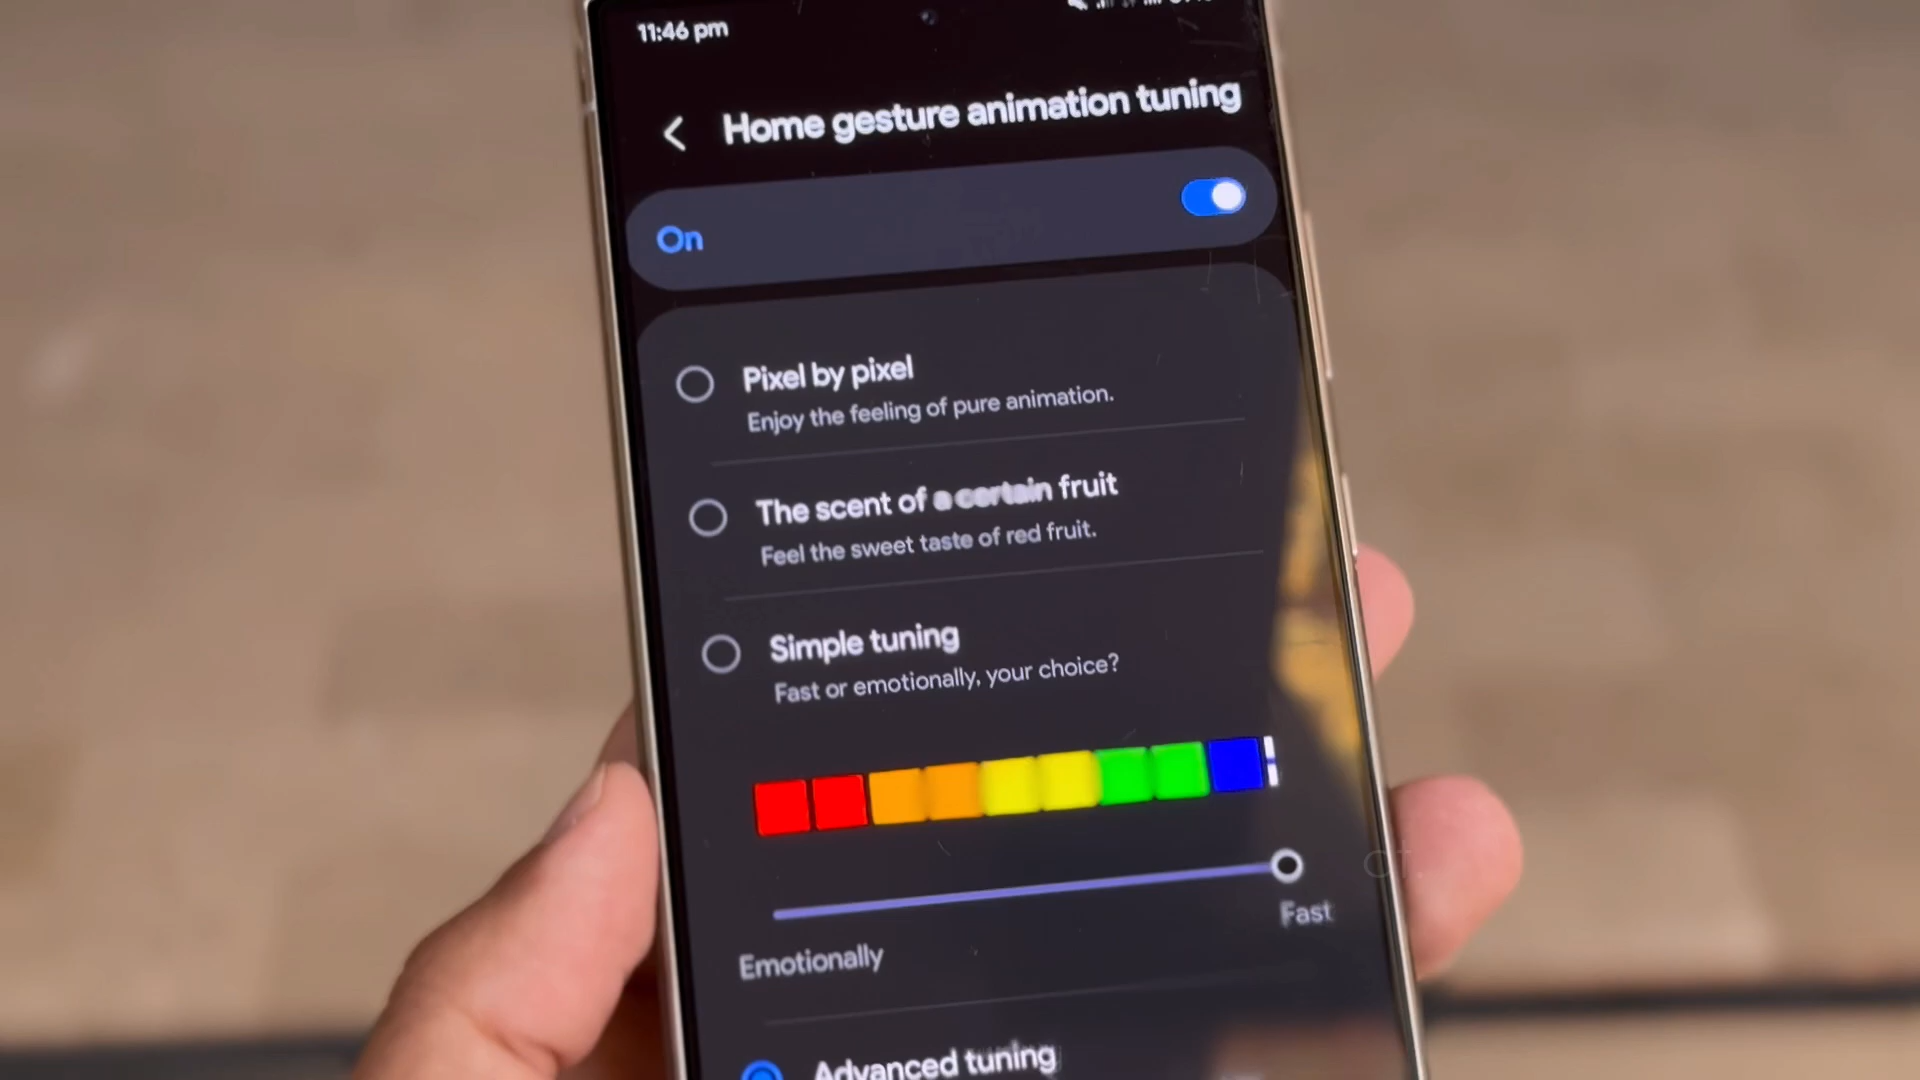 11:46 pm
Home gesture animation tuning
On
Pixel by pixel
Enjoy the feeling of pure animation.
The scent of a certain fruit
Feel the sweet taste of red fruit.
Simple tuning
Fast or emotionally, your choice?
Fast
Emotionally
Advanced tuning